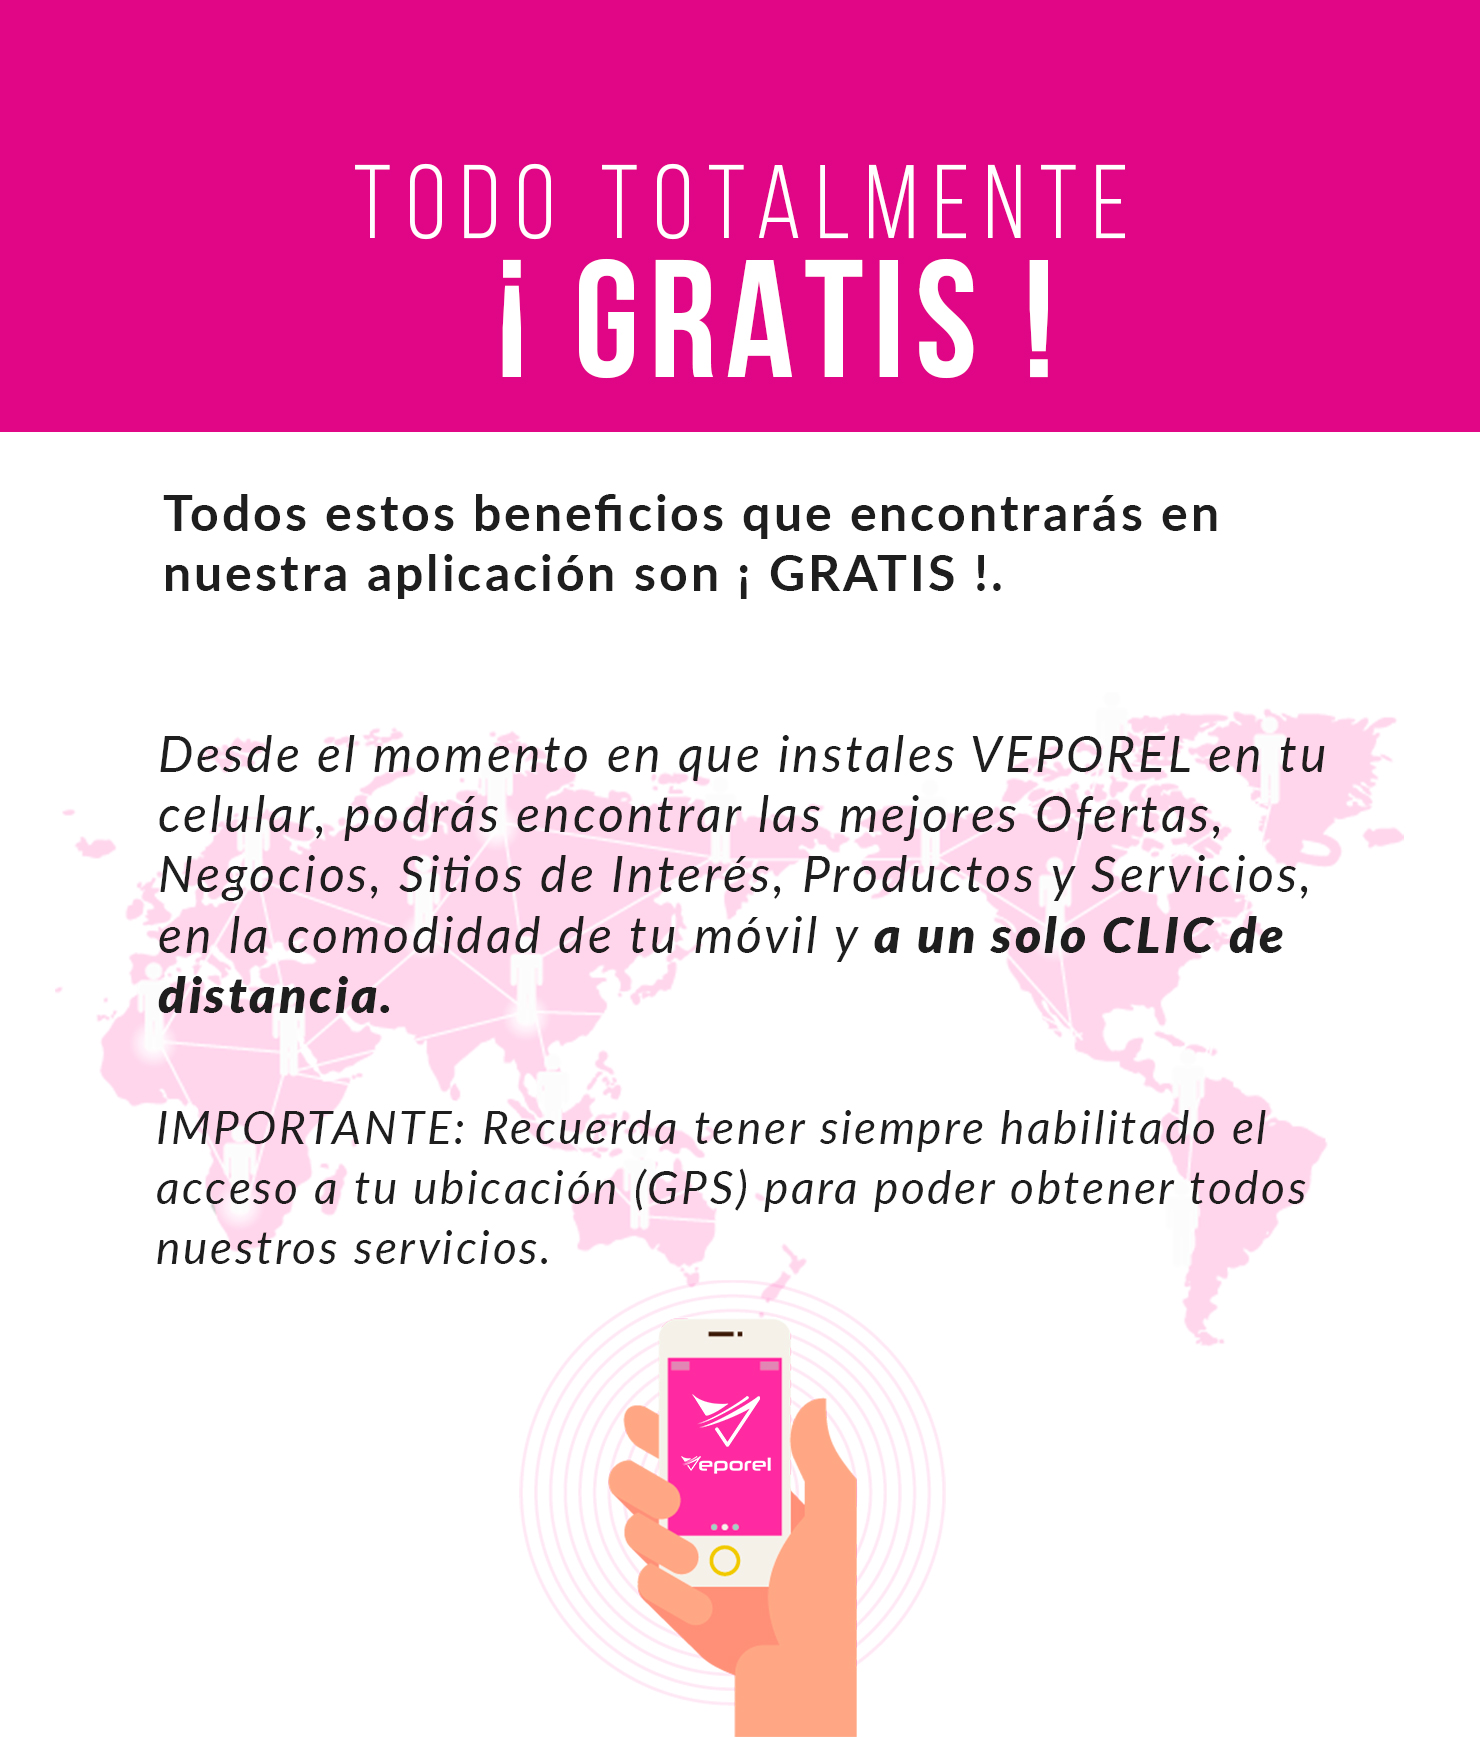 TODO TOTALMENTE
¡ GRATIS !
Todos estos beneficios que encontrarás en
nuestra aplicación son ¡ GRATIS !.
Desde el momento en que instales VEPOREL en tu
celular, podrás encontrar las mejores Ofertas,
Negocios, Sitios de Interés, Productos y Servicios,
en la comodidad de tu móvil y a un solo CLIC de
distancia.
IMPORTANTE: Recuerda tener siempre habilitado el
acceso a tu ubicación (GPS) para poder obtener todos
nuestros servicios.
Veporel